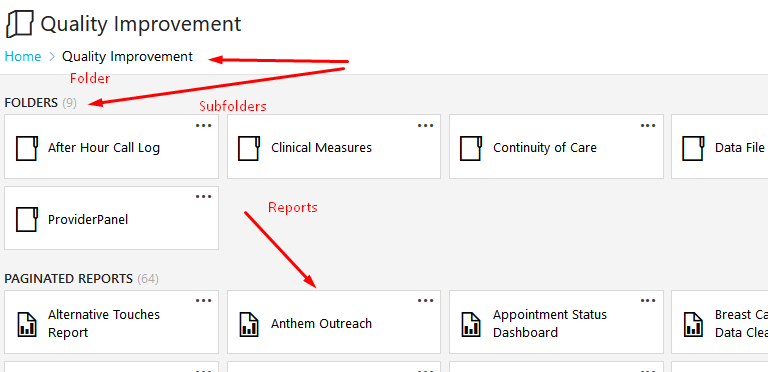 Quality Improvement
Home > Quality Improvement
Folder
FOLDERS (9)
Subfolders
After Hour Call Log
Clinical Measures
Continuity of Care
Data File
ProviderPanel
Reports
PAGINATED REPORTS (64)
Alternative Touches
Report
Anthem Outreach
Appointment Status
Dashboard
Breast Ca
Data Clea